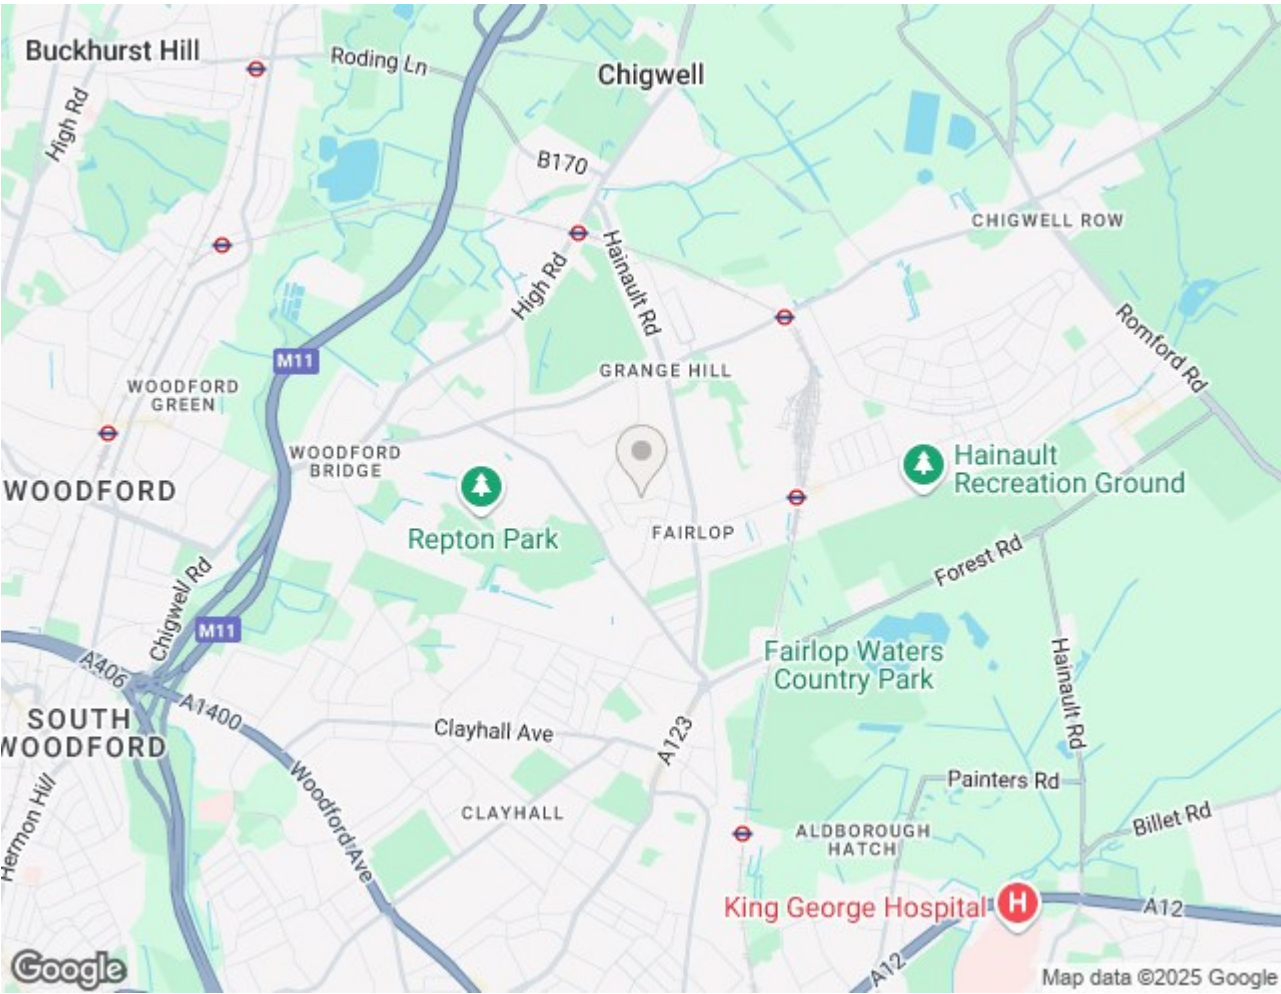 Buckhurst Hill
Roding Ln
Chigwell
High Rd
B170
CHIGWELL ROW
Hainault Rd
High Rd
Romford Rd
M11
GRANGE HILL
WOODFORD
GREEN
WOODFORD
BRIDGE
Hainault
Recreation Ground
WOODFORD
Repton Park
FAIRLOP
Forest Rd
Chigwell Rd
M11
Fairlop Waters
Country Park
Hainault Rd
A406
A1400
SOUTH
WOODFORD
Clayhall Ave
A123
Woodford Ave
Painters Rd
Hermon Hill
CLAYHALL
ALDBOROUGH
HATCH
Billet Rd
King George Hospital
H
A12
A12
Google
Map data ©2025 Google